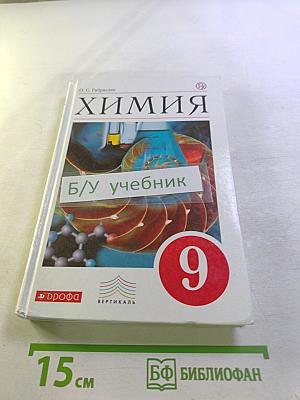 О. С. Габриелян
ХИМИЯ
Б/У учебник
9
дрофа
ВЕРТИКАЛЬ
15 см
БФ БИБЛИОФАН